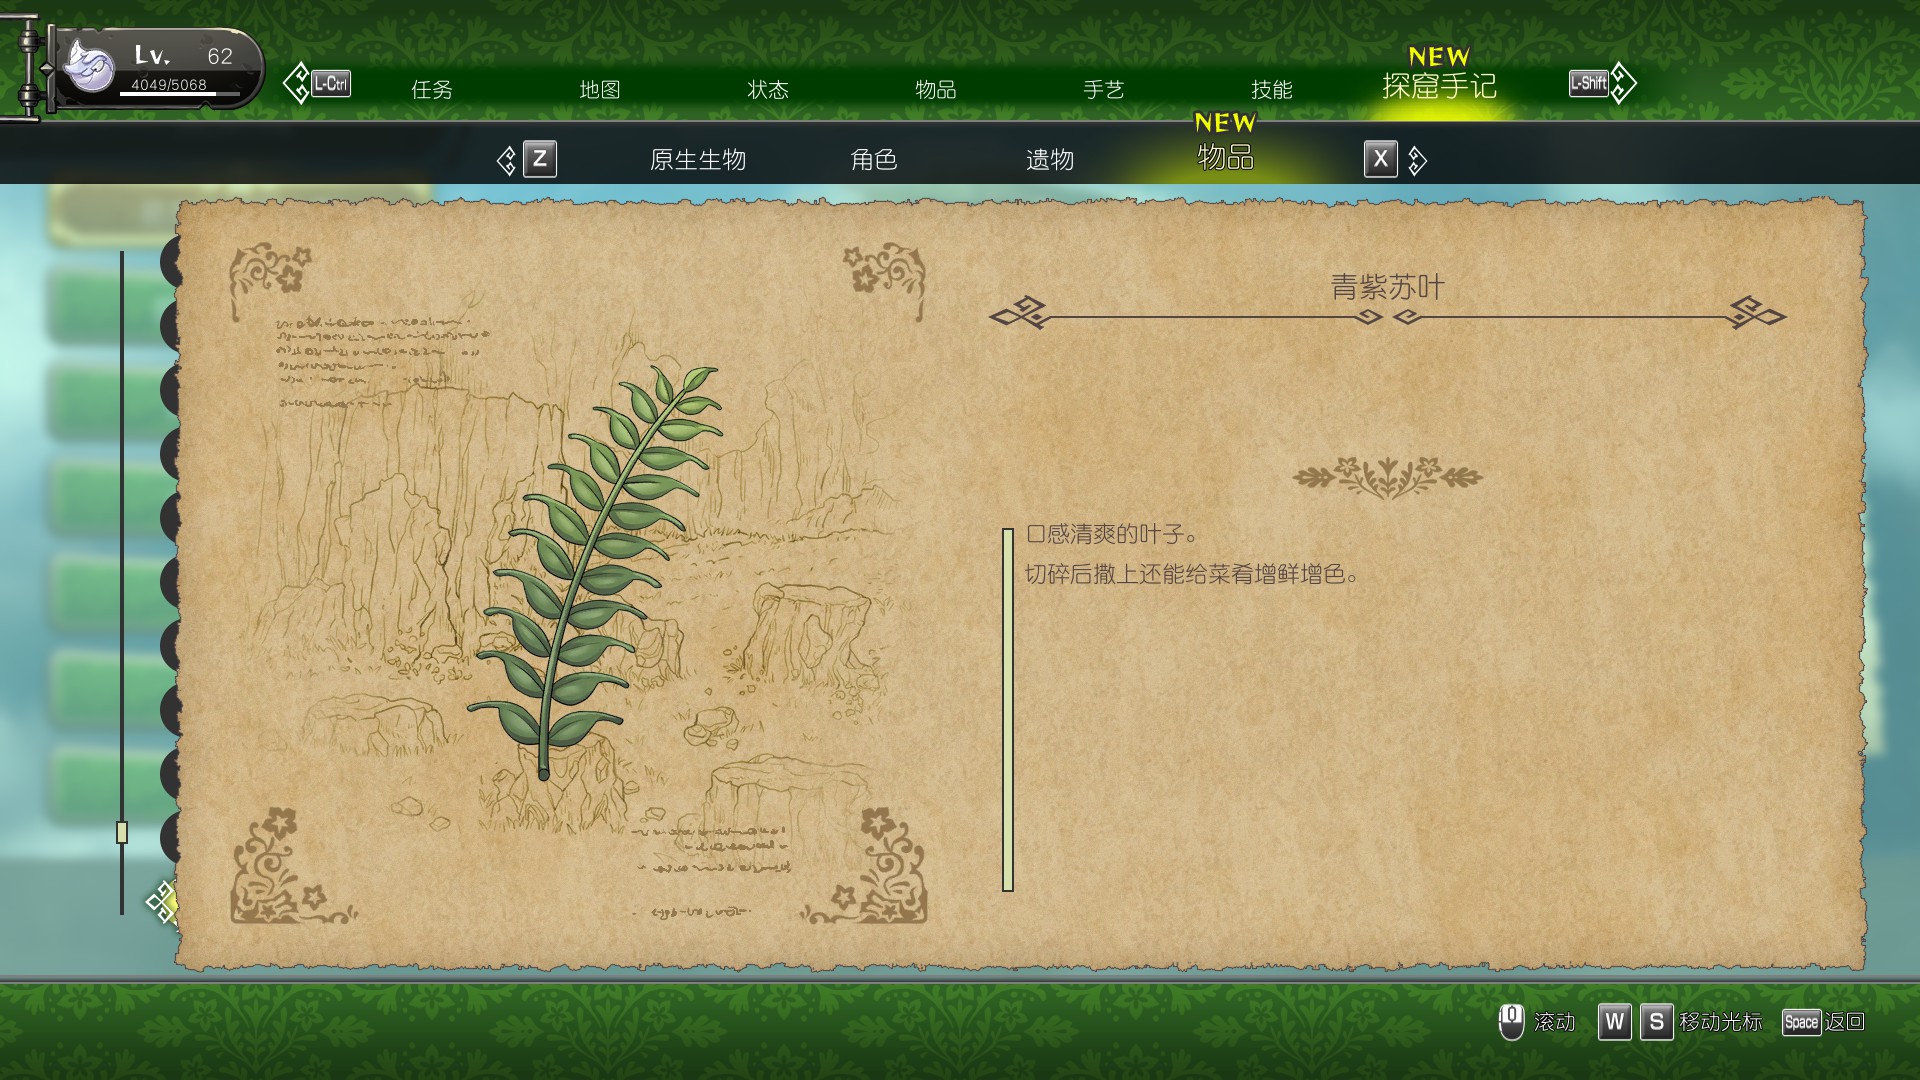 Lv. 62
4049/5068
L-Ctrl
任务
地图
状态
物品
手艺
技能
NEW
探窟手记
L-Shift
Z
原生生物
角色
遗物
NEW
物品
X
青紫苏叶
口感清爽的叶子。
切碎后撒上还能给菜肴增鲜增色。
滚动
W S 移动光标
Space 返回